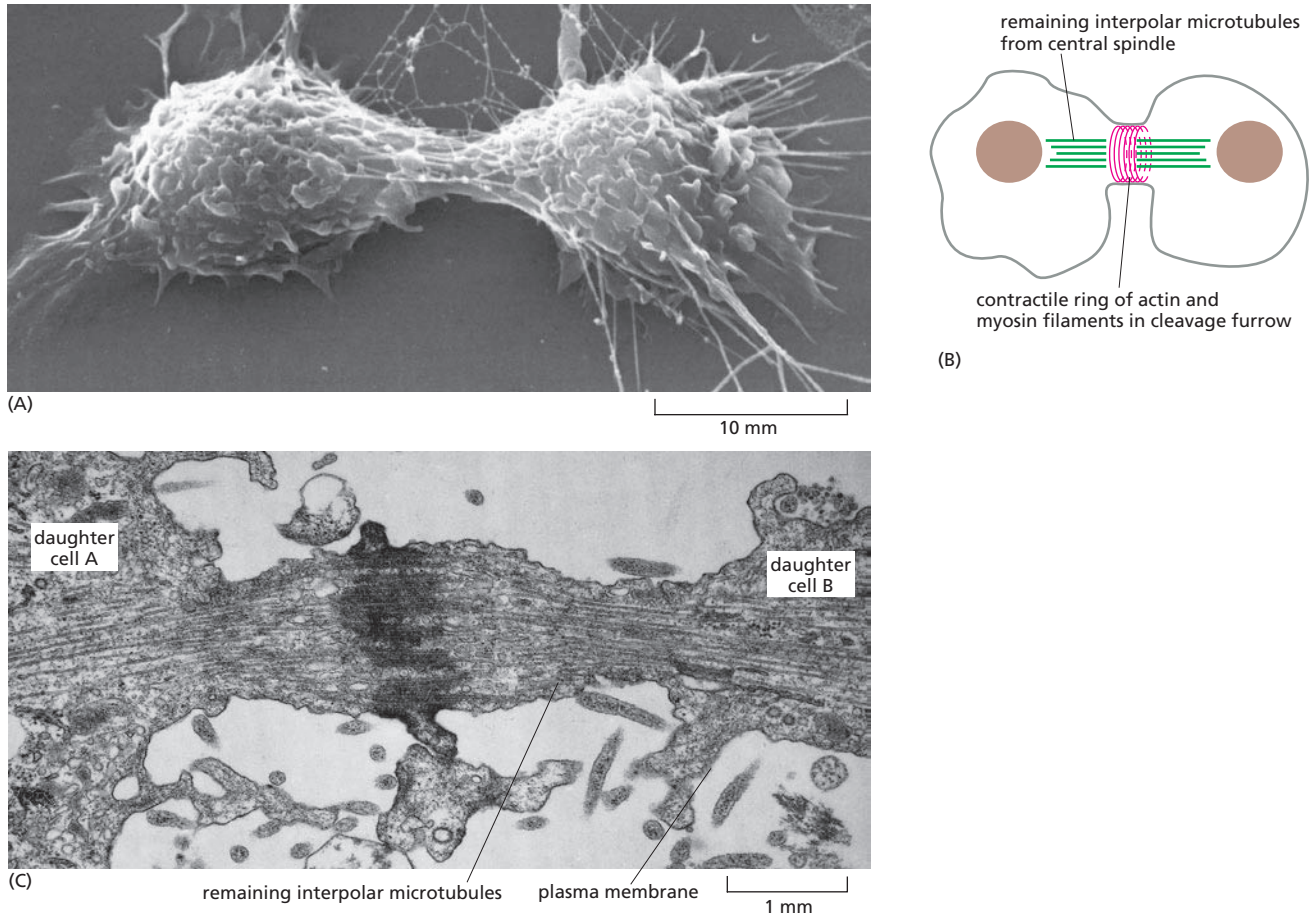 remaining interpolar microtubules
from central spindle
contractile ring of actin and
myosin filaments in cleavage furrow
(B)
(A)
10 mm
daughter
cell A
daughter
cell B
(C)
remaining interpolar microtubules
plasma membrane
1 mm